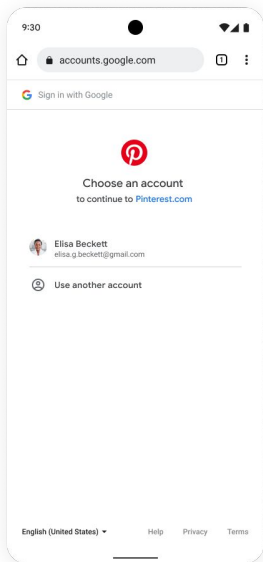 9:30
accounts.google.com
1
Sign in with Google
Choose an account
to continue to Pinterest.com
Elisa Beckett
elisa.g.beckett@gmail.com
Use another account
English (United States) Help Privacy Terms